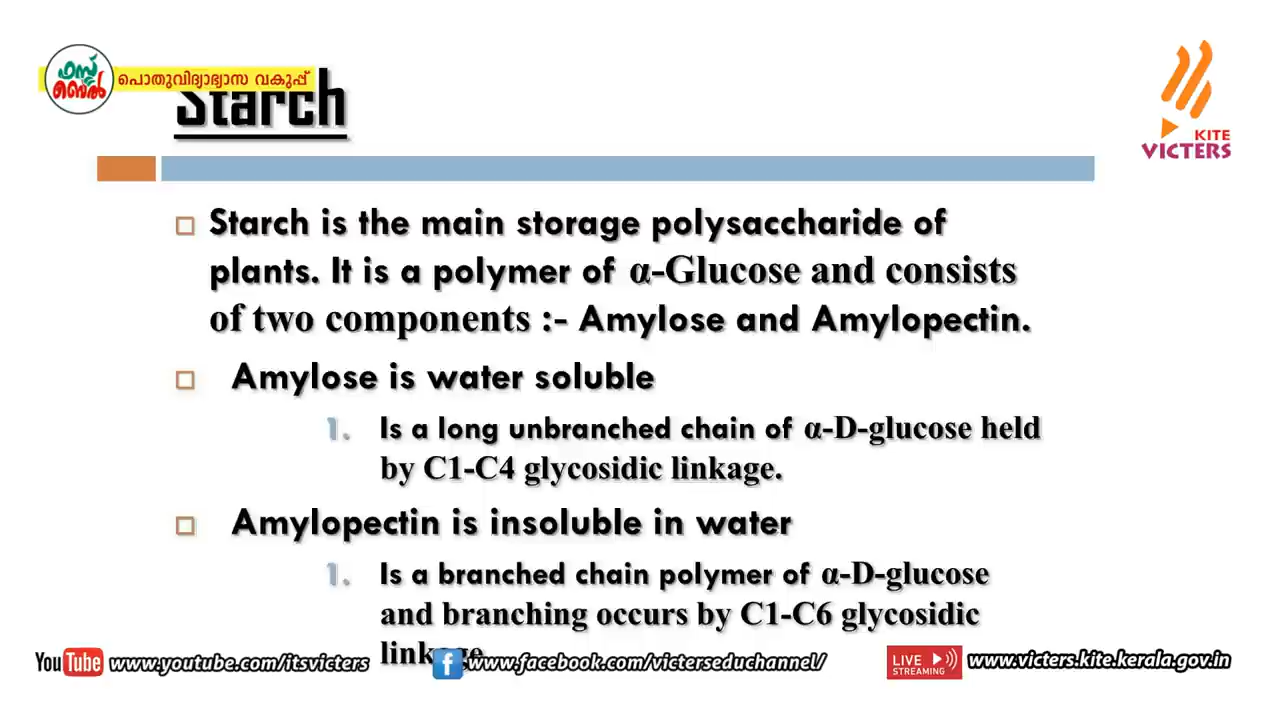 ഫസ്റ്റ്
ബെൽ
പൊതുവിദ്യാഭ്യാസ വകുപ്പ്
Starch
KITE
VICTERS
Starch is the main storage polysaccharide of
plants. It is a polymer of α-Glucose and consists
of two components :- Amylose and Amylopectin.
Amylose is water soluble
1. Is a long unbranched chain of α-D-glucose held
by C1-C4 glycosidic linkage.
Amylopectin is insoluble in water
1. Is a branched chain polymer of α-D-glucose
and branching occurs by C1-C6 glycosidic
linkage
YouTube www.youtube.com/itsvicters
f www.facebook.com/victerseduchannel/
LIVE STREAMING www.victers.kite.kerala.gov.in